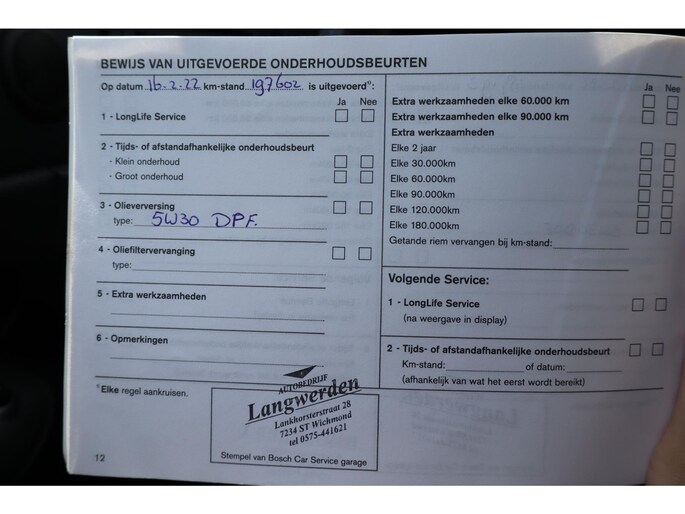 BEWIJS VAN UITGEVOERDE ONDERHOUDSBEURTEN
Op datum 16-2-22 km-stand 197602 is uitgevoerd*⁾:
Ja Nee
1 - LongLife Service
2 - Tijds- of afstandafhankelijke onderhoudsbeurt
- Klein onderhoud
- Groot onderhoud
3 - Olieverversing
type: 5W30 DPF.
4 - Oliefiltervervanging
type:
5 - Extra werkzaamheden
6 - Opmerkingen
*⁾Elke regel aankruisen.
AUTOBEDRIJF
Langwerden
Lankhorsterstraat 28
7234 ST Wichmond
tel 0575-441621
Stempel van Bosch Car Service garage
12
Ja Nee
Extra werkzaamheden elke 60.000 km
Extra werkzaamheden elke 90.000 km
Extra werkzaamheden
Elke 2 jaar
Elke 30.000km
Elke 60.000km
Elke 90.000km
Elke 120.000km
Elke 180.000km
Getande riem vervangen bij km-stand:
Volgende Service:
1 - LongLife Service
(na weergave in display)
2 - Tijds- of afstandafhankelijke onderhoudsbeurt
Km-stand: of datum:
(afhankelijk van wat het eerst wordt bereikt)